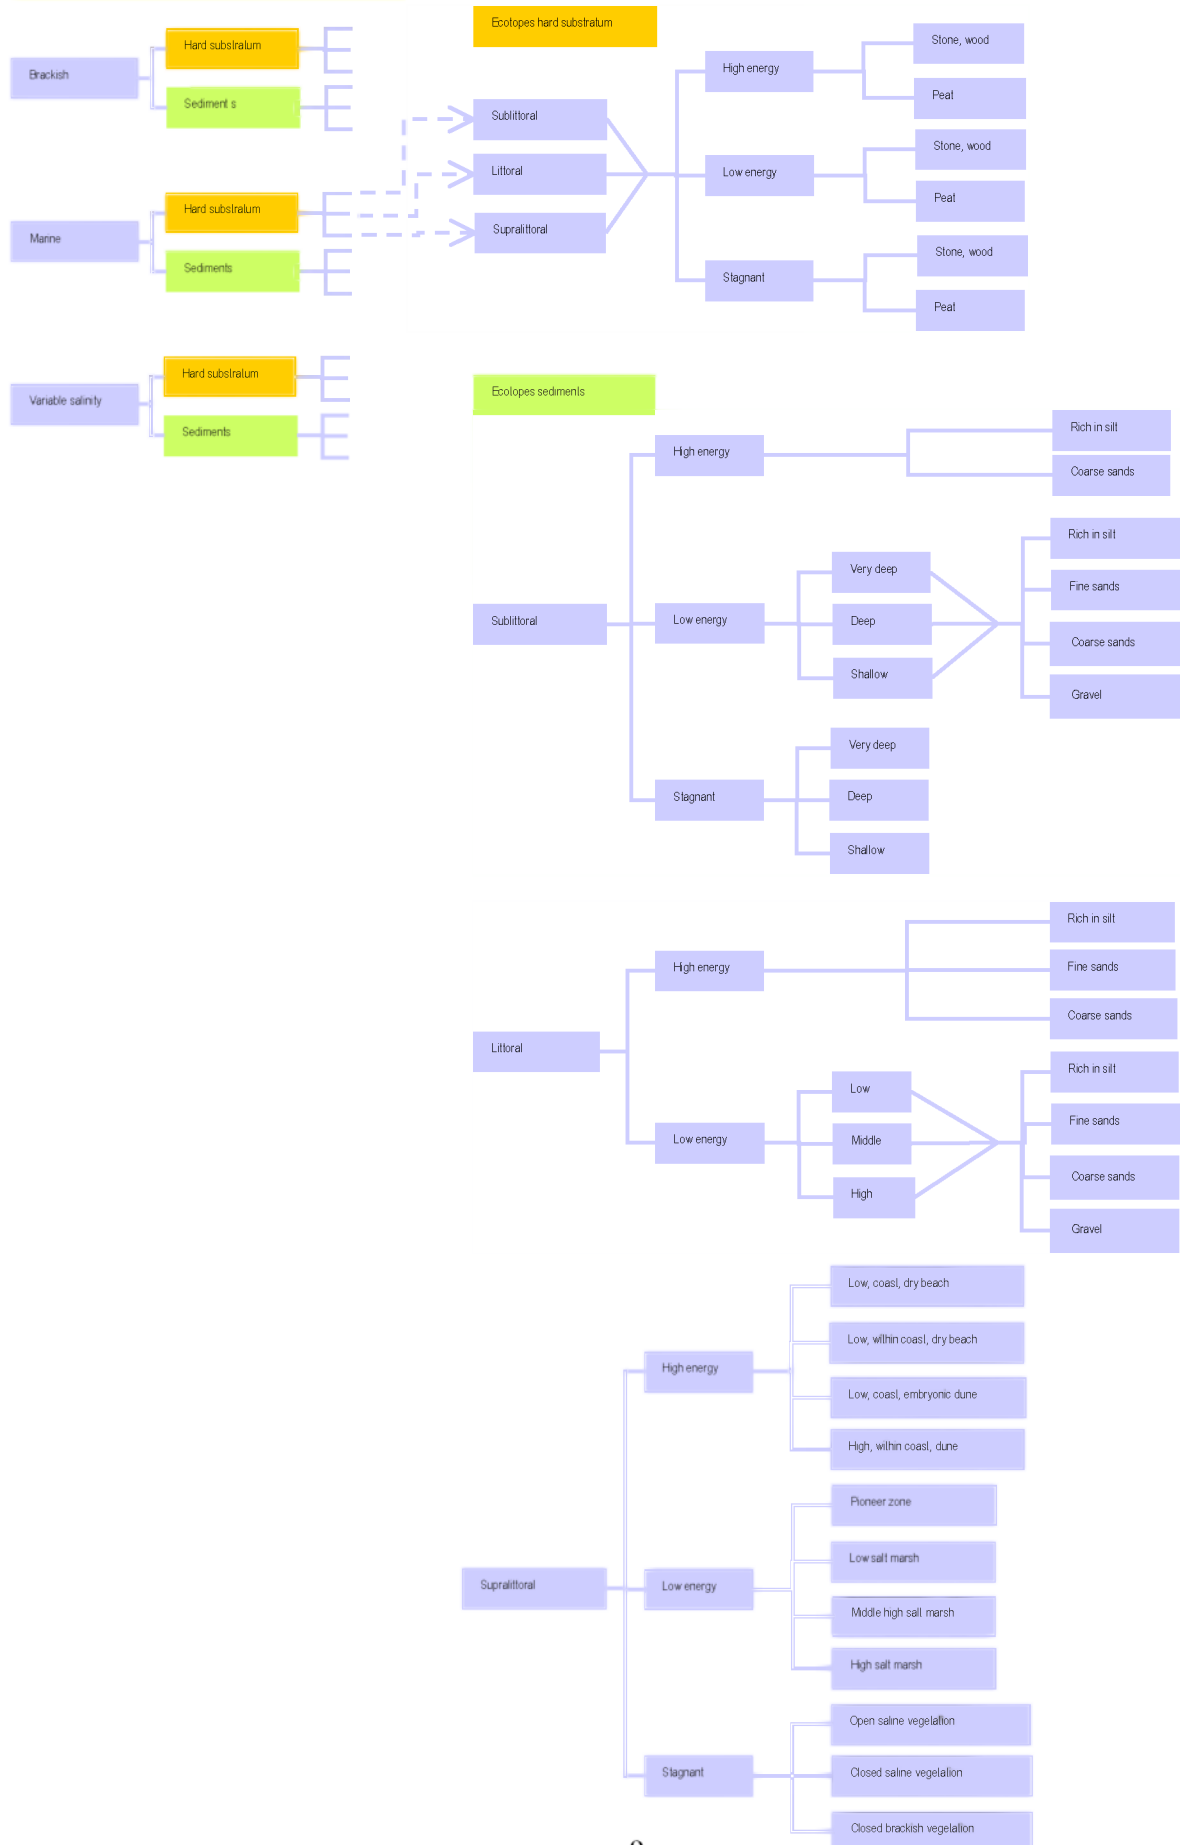 Brackish
Hard substratum
Sediment s
Marine
Hard substratum
Sediments
Variable salinity
Hard substratum
Sediments
Ecotopes hard substratum
Sublittoral
Littoral
Supralittoral
High energy
Stone, wood
Peat
Low energy
Stone, wood
Peat
Stagnant
Stone, wood
Peat
Ecotopes sediments
Sublittoral
High energy
Rich in silt
Coarse sands
Low energy
Very deep
Deep
Shallow
Rich in silt
Fine sands
Coarse sands
Gravel
Stagnant
Very deep
Deep
Shallow
Littoral
High energy
Rich in silt
Fine sands
Coarse sands
Low energy
Low
Middle
High
Rich in silt
Fine sands
Coarse sands
Gravel
Supralittoral
High energy
Low, coast, dry beach
Low, within coast, dry beach
Low, coast, embryonic dune
High, within coast, dune
Low energy
Pioneer zone
Low salt marsh
Middle high salt marsh
High salt marsh
Stagnant
Open saline vegetation
Closed saline vegetation
Closed brackish vegetation